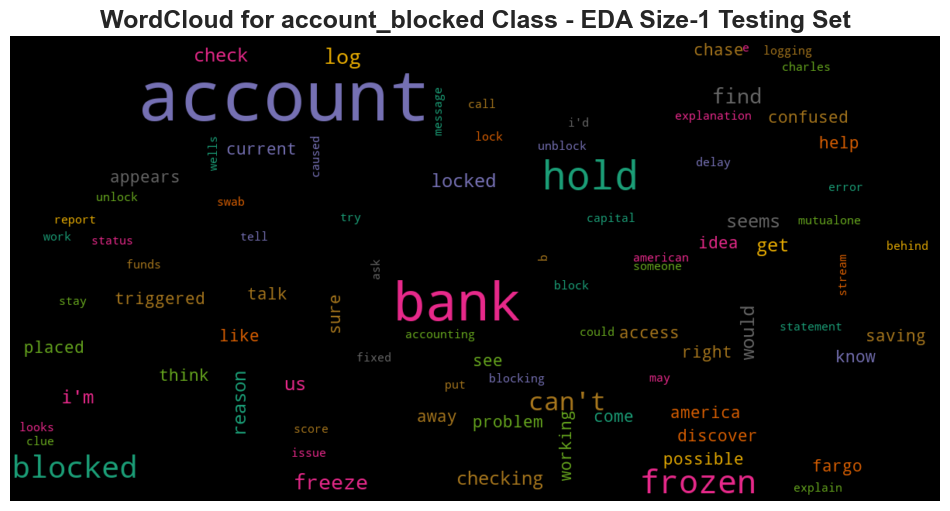 WordCloud for account_blocked Class - EDA Size-1 Testing Set
check
log
chase
e
logging
charles
account
message
call
find
lock
i'd
explanation
confused
wells
current
caused
unblock
help
appears
locked
hold
delay
unlock
swab
error
report
try
capital
seems
mutualone
work
status
tell
idea
get
behind
funds
ask
b
american
someone
stream
stay
triggered
talk
sure
bank
block
placed
like
accounting
could
access
would
statement
saving
fixed
see
right
know
think
reason
us
put
blocking
may
i'm
can't
looks
clue
score
away
problem
working
come
america
discover
blocked
issue
freeze
checking
possible
frozen
fargo
explain